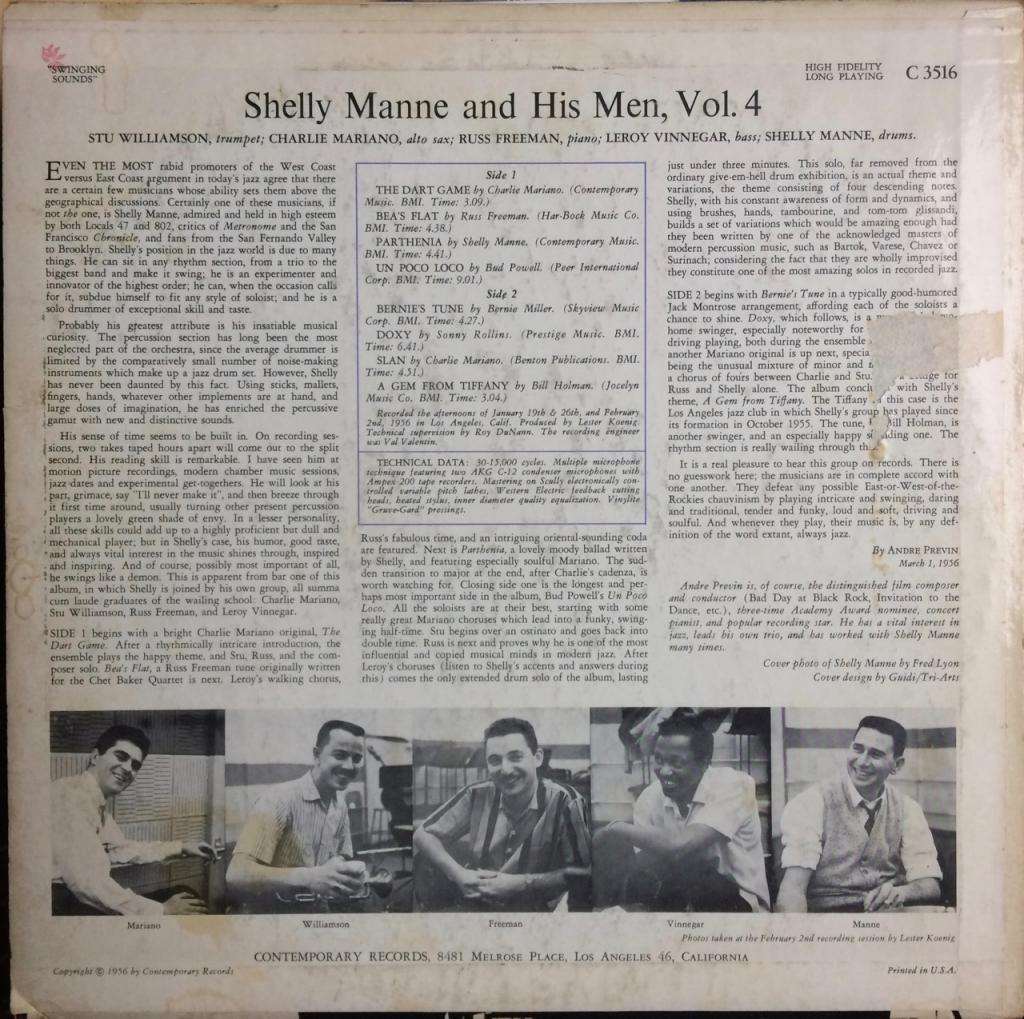 "SWINGING
SOUNDS"
HIGH FIDELITY
LONG PLAYING
C 3516
Shelly Manne and His Men, Vol. 4
STU WILLIAMSON, trumpet; CHARLIE MARIANO, alto sax; RUSS FREEMAN, piano; LEROY VINNEGAR, bass; SHELLY MANNE, drums.
EVEN THE MOST rabid promoters of the West Coast
versus East Coast argument in today's jazz agree that there
are a certain few musicians whose ability sets them above the
geographical discussions. Certainly one of these musicians, if
not the one, is Shelly Manne, admired and held in high esteem
by both Locals 47 and 802, critics of Metronome and the San
Francisco Chronicle, and fans from the San Fernando Valley
to Brooklyn. Shelly's position in the jazz world is due to many
things. He can sit in any rhythm section, from a trio to the
biggest band and make it swing; he is an experimenter and
innovator of the highest order; he can, when the occasion calls
for it, subdue himself to fit any style of soloist; and he is a
solo drummer of exceptional skill and taste.
Probably his greatest attribute is his insatiable musical
curiosity. The percussion section has long been the most
neglected part of the orchestra, since the average drummer is
limited by the comparatively small number of noise-making
instruments which make up a jazz drum set. However, Shelly
has never been daunted by this fact. Using sticks, mallets,
fingers, hands, whatever other implements are at hand, and
large doses of imagination, he has enriched the percussive
gamut with new and distinctive sounds.
His sense of time seems to be built in. On recording ses-
sions, two takes taped hours apart will come out to the split
second. His reading skill is remarkable. I have seen him at
motion picture recordings, modern chamber music sessions,
jazz dates and experimental get-togethers. He will look at his
part, grimace, say "I'll never make it", and then breeze through
it first time around, usually turning other present percussion
players a lovely green shade of envy. In a lesser personality,
all these skills could add up to a highly proficient but dull and
mechanical player; but in Shelly's case, his humor, good taste,
and always vital interest in the music shines through, inspired
and inspiring. And of course, possibly most important of all,
he swings like a demon. This is apparent from bar one of this
album, in which Shelly is joined by his own group, all summa
cum laude graduates of the wailing school: Charlie Mariano,
Stu Williamson, Russ Freeman, and Leroy Vinnegar.
SIDE 1 begins with a bright Charlie Mariano original, The
Dart Game. After a rhythmically intricate introduction, the
ensemble plays the happy theme, and Stu, Russ, and the com-
poser solo. Bea's Flat, a Russ Freeman tune originally written
for the Chet Baker Quartet is next. Leroy's walking chorus,
Side 1
THE DART GAME by Charlie Mariano. (Contemporary
Music. BMI. Time: 3.09.)
BEA'S FLAT by Russ Freeman. (Har-Bock Music Co.
BMI. Time: 4.38.)
PARTHENIA by Shelly Manne. (Contemporary Music.
BMI. Time: 4.41.)
UN POCO LOCO by Bud Powell. (Peer International
Corp. BMI. Time: 9.01.)
Side 2
BERNIE'S TUNE by Bernie Miller. (Skyview Music
Corp. BMI. Time: 4.27.)
DOXY by Sonny Rollins. (Prestige Music. BMI.
Time: 6.41.)
SLAN by Charlie Mariano. (Benton Publications. BMI.
Time: 4.51.)
A GEM FROM TIFFANY by Bill Holman. (Jocelyn
Music Co. BMI. Time: 3.04.)
Recorded the afternoons of January 19th & 26th, and February
2nd, 1956 in Los Angeles, Calif. Produced by Lester Koenig.
Technical supervision by Roy DuNann. The recording engineer
was Val Valentin.
TECHNICAL DATA: 30-15,000 cycles. Multiple microphone
technique featuring two AKG C-12 condenser microphones with
Ampex 200 tape recorders. Mastering on Scully electronically con-
trolled variable pitch lathe, Western Electric feedback cutting
heads, heated stylus, inner diameter quality equalization. Vinylite
"Gruve-Gard" pressings.
Russ's fabulous time, and an intriguing oriental-sounding coda
are featured. Next is Parthenia, a lovely moody ballad written
by Shelly, and featuring especially soulful Mariano. The sud-
den transition to major at the end, after Charlie's cadenza, is
worth watching for. Closing side one is the longest and per-
haps most important side in the album, Bud Powell's Un Poco
Loco. All the soloists are at their best, starting with some
really great Mariano choruses which lead into a funky, swing-
ing half-time. Stu begins over an ostinato and goes back into
double time. Russ is next and proves why he is one of the most
influential and copied musical minds in modern jazz. After
Leroy's choruses (listen to Shelly's accents and answers during
this) comes the only extended drum solo of the album, lasting
just under three minutes. This solo, far removed from the
ordinary give-em-hell drum exhibition, is an actual theme and
variations, the theme consisting of four descending notes.
Shelly, with his constant awareness of form and dynamics, and
using brushes, hands, tambourine, and tom-tom glissandi,
builds a set of variations which would be amazing enough had
they been written by one of the acknowledged masters of
modern percussion music, such as Bartok, Varese, Chavez or
Surinach; considering the fact that they are wholly improvised
they constitute one of the most amazing solos in recorded jazz.
SIDE 2 begins with Bernie's Tune in a typically good-humored
Jack Montrose arrangement, affording each of the soloists a
chance to shine. Doxy, which follows, is a
home swinger, especially noteworthy for
driving playing, both during the ensemble
another Mariano original is up next,
being the unusual mixture of minor and
a chorus of fours between Charlie and Stu. for
Russ and Shelly alone. The album with Shelly's
theme, A Gem from Tiffany. The Tiffany this case is the
Los Angeles jazz club in which Shelly's group has played since
its formation in October 1955. The tune, Bill Holman, is
another swinger, and an especially happy one. The
rhythm section is really wailing through
It is a real pleasure to hear this group on records. There is
no guesswork here; the musicians are in complete accord with
one another. They defeat any possible East-or-West-of-the-
Rockies chauvinism by playing intricate and swinging, daring
and traditional, tender and funky, loud and soft, driving and
soulful. And whenever they play, their music is, by any def-
inition of the word extant, always jazz.
By ANDRE PREVIN
March 1, 1956
Andre Previn is, of course, the distinguished film composer
and conductor (Bad Day at Black Rock, Invitation to the
Dance, etc.), three-time Academy Award nominee, concert
pianist, and popular recording star. He has a vital interest in
jazz, leads his own trio, and has worked with Shelly Manne
many times.
Cover photo of Shelly Manne by Fred Lyon
Cover design by Guidi/Tri-Arts
Mariano
Williamson
Freeman
Vinnegar
Manne
Photos taken at the February 2nd recording session by Lester Koenig
CONTEMPORARY RECORDS, 8481 MELROSE PLACE, LOS ANGELES 46, CALIFORNIA
Copyright © 1956 by Contemporary Records
Printed in U.S.A.